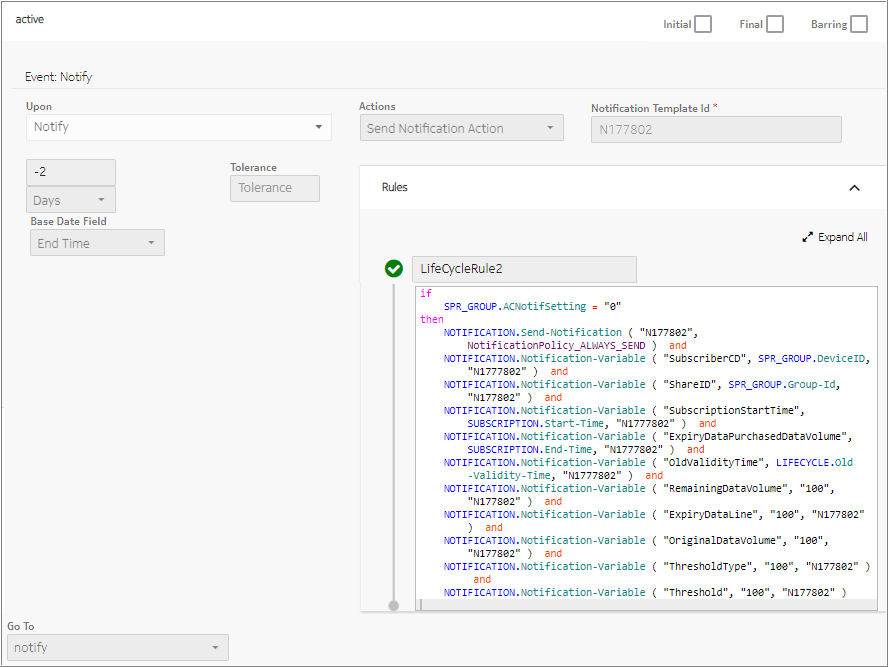 active
Initial
Final
Barring
Event: Notify
Upon
Notify
Actions
Send Notification Action
Notification Template Id *
N177802
-2
Days
Tolerance
Tolerance
Base Date Field
End Time
Rules
Expand All
LifeCycleRule2
if
SPR_GROUP.ACNotifSetting = "0"
then
NOTIFICATION.Send-Notification ( "N177802",
NotificationPolicy_ALWAYS_SEND ) and
NOTIFICATION.Notification-Variable ( "SubscriberCD", SPR_GROUP.DeviceID,
"N1777802" ) and
NOTIFICATION.Notification-Variable ( "ShareID", SPR_GROUP.Group-Id,
"N177802" ) and
NOTIFICATION.Notification-Variable ( "SubscriptionStartTime",
SUBSCRIPTION.Start-Time, "N1777802" ) and
NOTIFICATION.Notification-Variable ( "ExpiryDataPurchasedDataVolume",
SUBSCRIPTION.End-Time, "N177802" ) and
NOTIFICATION.Notification-Variable ( "OldValidityTime", LIFECYCLE.Old
-Validity-Time, "N1777802" ) and
NOTIFICATION.Notification-Variable ( "RemainingDataVolume", "100",
"N177802" ) and
NOTIFICATION.Notification-Variable ( "ExpiryDataLine", "100", "N177802"
) and
NOTIFICATION.Notification-Variable ( "OriginalDataVolume", "100",
"N177802" ) and
NOTIFICATION.Notification-Variable ( "ThresholdType", "100", "N177802" )
and
NOTIFICATION.Notification-Variable ( "Threshold", "100", "N177802" )
Go To
notify